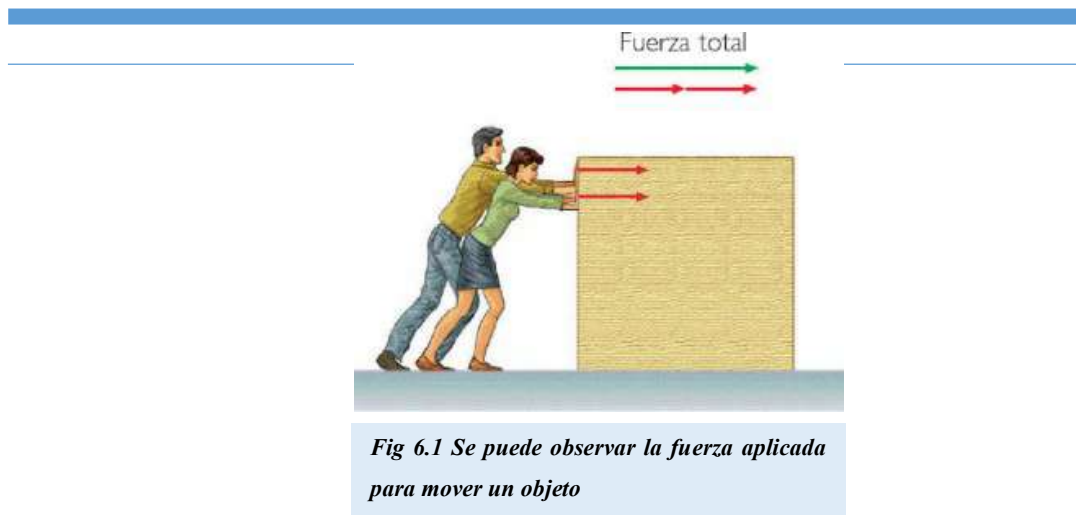 Fuerza total
Fig 6.1 Se puede observar la fuerza aplicada
para mover un objeto